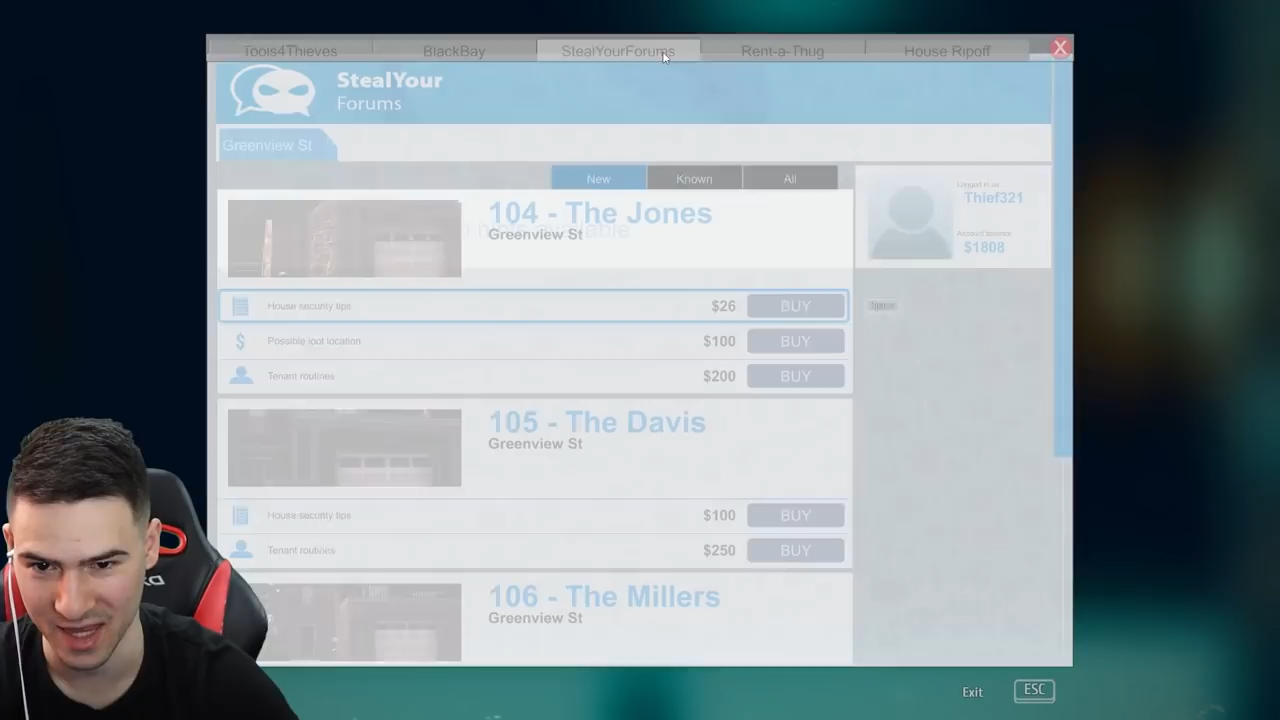 Tools4Thieves BlackBay StealYourForums Rent-a-Thug House Ripoff X
StealYour
Forums
Greenview St
New Known All
Logged in as
Thief321
Account balance
$1808
104 - The Jones
Greenview St
available
House security tips $26 BUY
Possible loot location $100 BUY
Tenant routines $200 BUY
105 - The Davis
Greenview St
House security tips $100 BUY
Tenant routines $250 BUY
106 - The Millers
Greenview St
Exit ESC